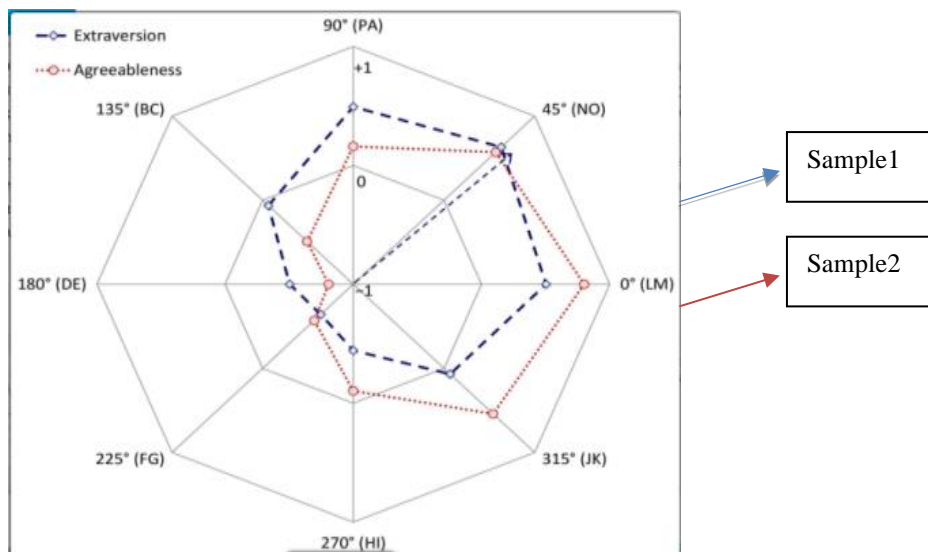 90° (PA)
Extraversion
Agreeableness
+1
135° (BC)
45° (NO)
Sample1
0
Sample2
180° (DE)
-1
0° (LM)
225° (FG)
315° (JK)
270° (HI)